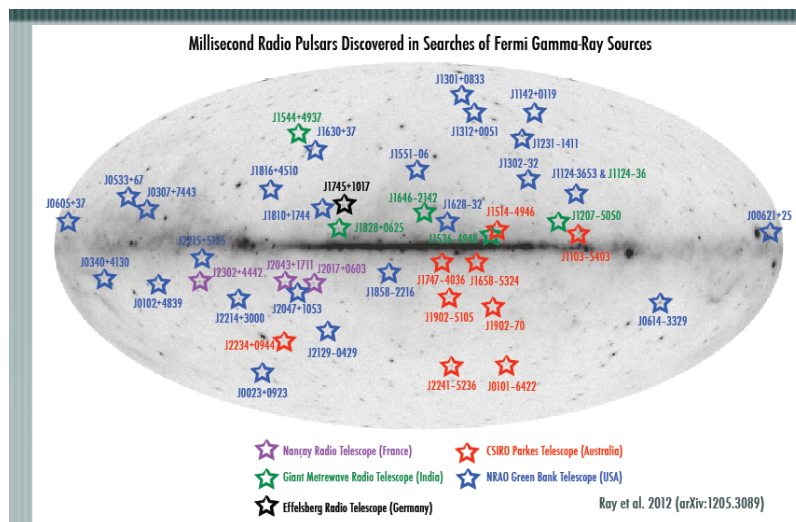 Millisecond Radio Pulsars Discovered in Searches of Fermi Gamma-Ray Sources
J1301+0833
J1142+0119
J1544+4937
J1312+0051
J1630+37
J1231-1411
J1551-06
J1302-32
J1124-3653 & J1124-36
J0533+67
J1816+4510
J1745+1017
J0307+7443
J1646-2142
J1628-32
J0605+37
J1810+1744
J1514-4946
J1207-5050
J00621+25
J1828+0625
J1536-4948
J1103-5403
J2215+5135
J0340+4130
J2302+4442
J2043+1711
J2017+0603
J1747-4036
J1658-5324
J0102+4839
J1858-2216
J2214+3000
J2047+1053
J1902-5105
J1902-70
J0614-3329
J2234+0944
J2129-0429
J0023+0923
J2241-5236
J0101-6422
Nançay Radio Telescope (France)
CSIRO Parkes Telescope (Australia)
Giant Metrewave Radio Telescope (India)
NRAO Green Bank Telescope (USA)
Effelsberg Radio Telescope (Germany)
Ray et al. 2012 (arXiv:1205.3089)